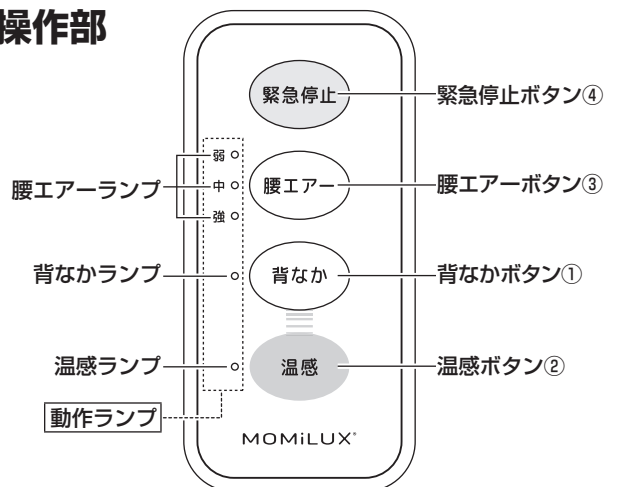 操作部
緊急停止
緊急停止ボタン④
弱
腰エアーランプ
中
腰エアー
腰エアーボタン③
強
背なかランプ
背なか
背なかボタン①
温感ランプ
温感
温感ボタン②
動作ランプ
MOMiLUX